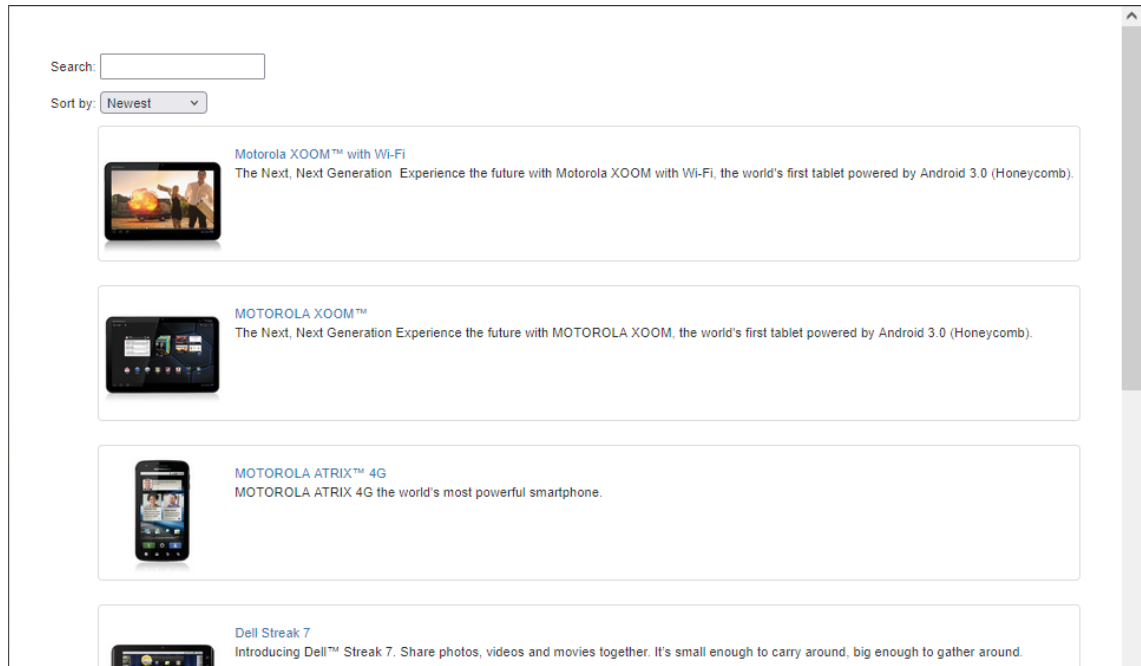 Search:
Sort by: Newest
Motorola XOOM™ with Wi-Fi
The Next, Next Generation  Experience the future with Motorola XOOM with Wi-Fi, the world's first tablet powered by Android 3.0 (Honeycomb).
MOTOROLA XOOM™
The Next, Next Generation Experience the future with MOTOROLA XOOM, the world's first tablet powered by Android 3.0 (Honeycomb).
MOTOROLA ATRIX™ 4G
MOTOROLA ATRIX 4G the world's most powerful smartphone.
Dell Streak 7
Introducing Dell™ Streak 7. Share photos, videos and movies together. It's small enough to carry around, big enough to gather around.